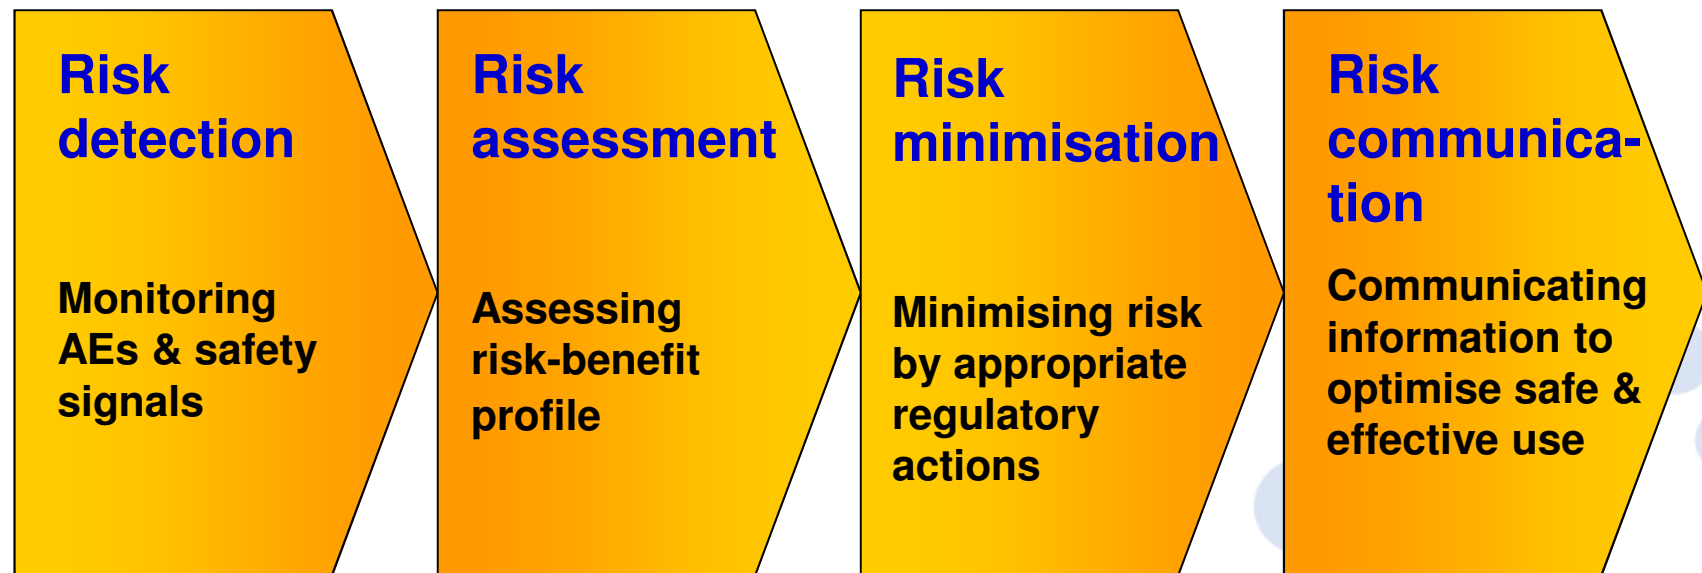 Risk
detection
Monitoring
AEs & safety
signals
Risk
assessment
Assessing
risk-benefit
profile
Risk
minimisation
Minimising risk
by appropriate
regulatory
actions
Risk
communica-
tion
Communicating
information to
optimise safe &
effective use